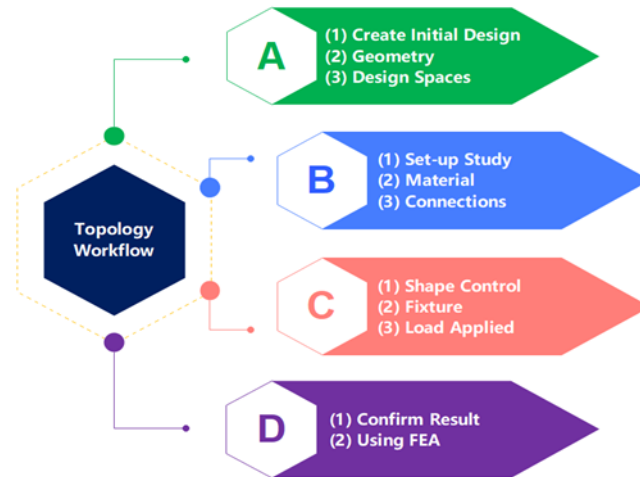 A
(1) Create Initial Design
(2) Geometry
(3) Design Spaces
B
(1) Set-up Study
(2) Material
(3) Connections
Topology
Workflow
C
(1) Shape Control
(2) Fixture
(3) Load Applied
D
(1) Confirm Result
(2) Using FEA